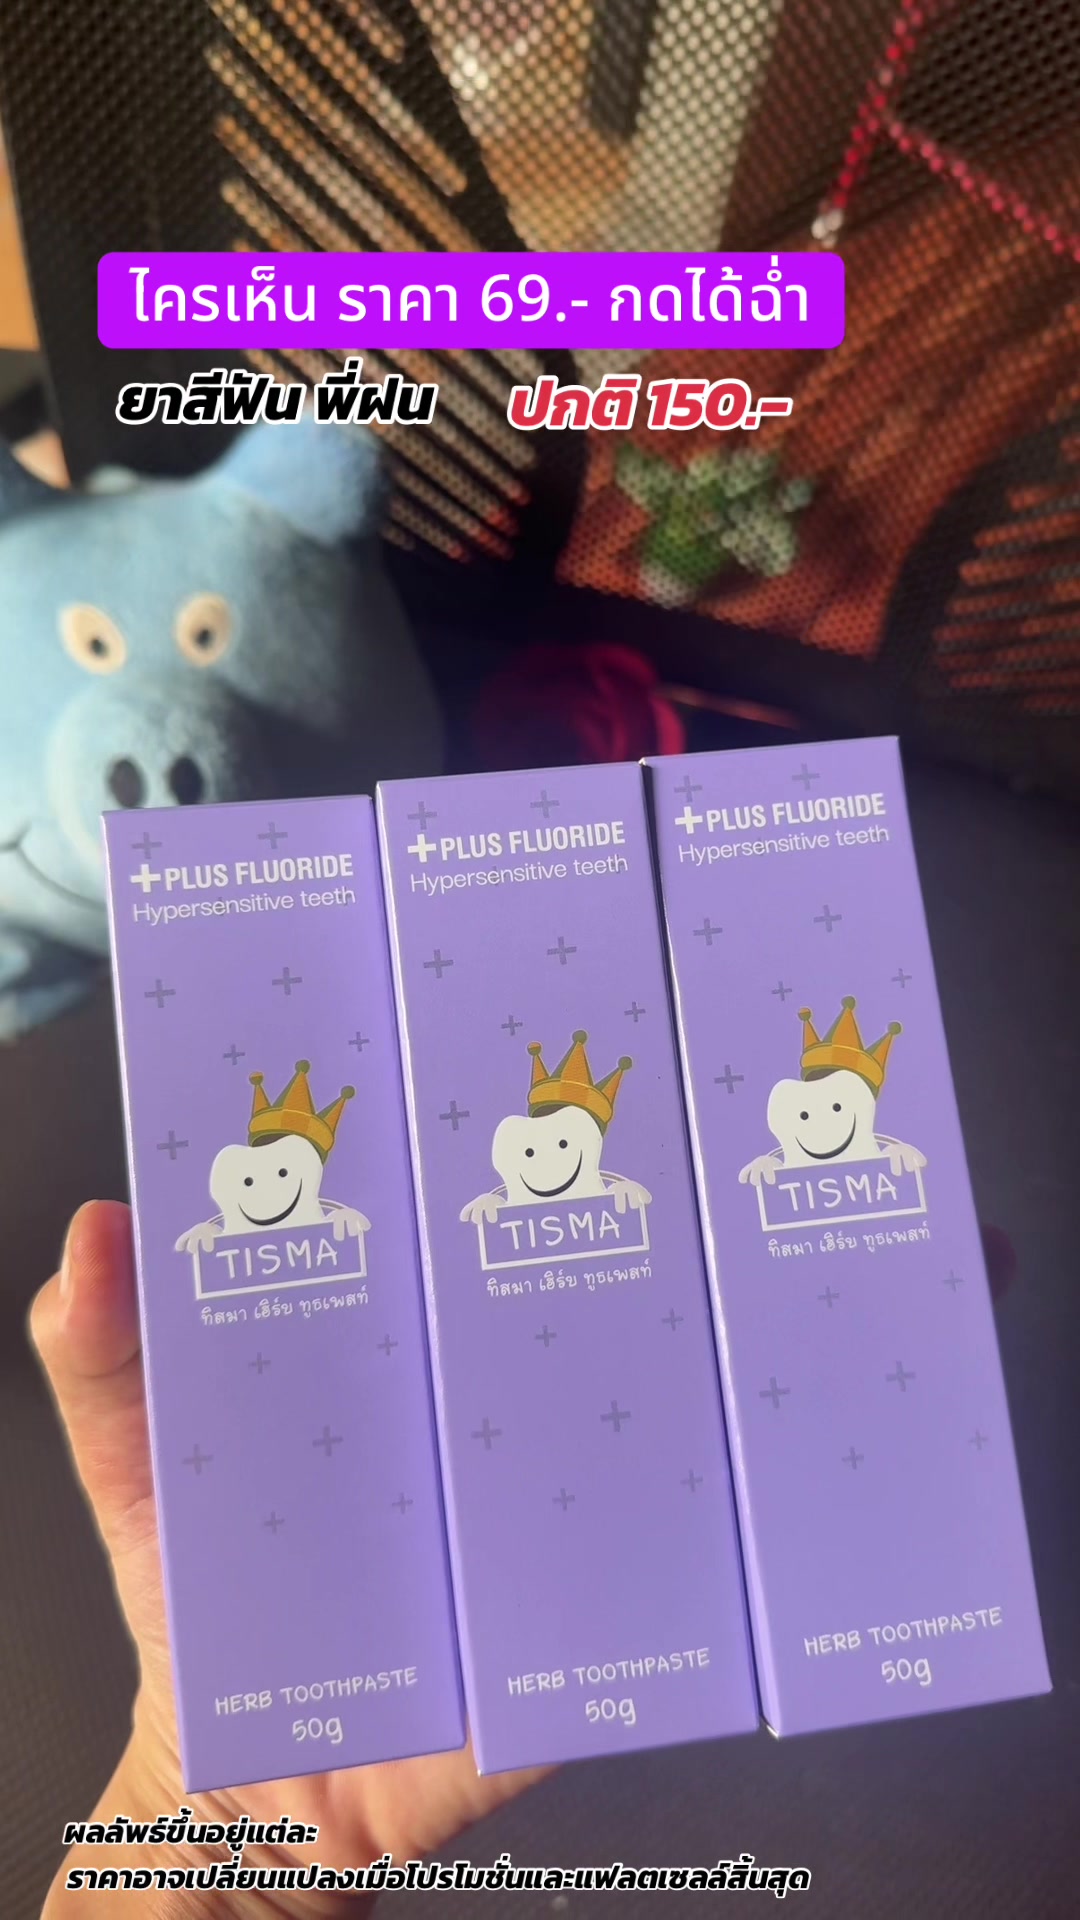 ไครเห็น ราคา 69.- กดได้ฉ่ำ
ยาสีฟัน พี่ฝน ปกติ 150.-
+PLUS FLUORIDE
Hypersensitive teeth
TISMA
ทิสมา เฮิร์บ ทูธเพสท์
HERB TOOTHPASTE
50g
+PLUS FLUORIDE
Hypersensitive teeth
TISMA
ทิสมา เฮิร์บ ทูธเพสท์
HERB TOOTHPASTE
50g
+PLUS FLUORIDE
Hypersensitive teeth
TISMA
ทิสมา เฮิร์บ ทูธเพสท์
HERB TOOTHPASTE
50g
ผลลัพธ์ขึ้นอยู่แต่ละ
ราคาอาจเปลี่ยนแปลงเมื่อโปรโมชั่นและแฟลตเซลล์สิ้นสุด